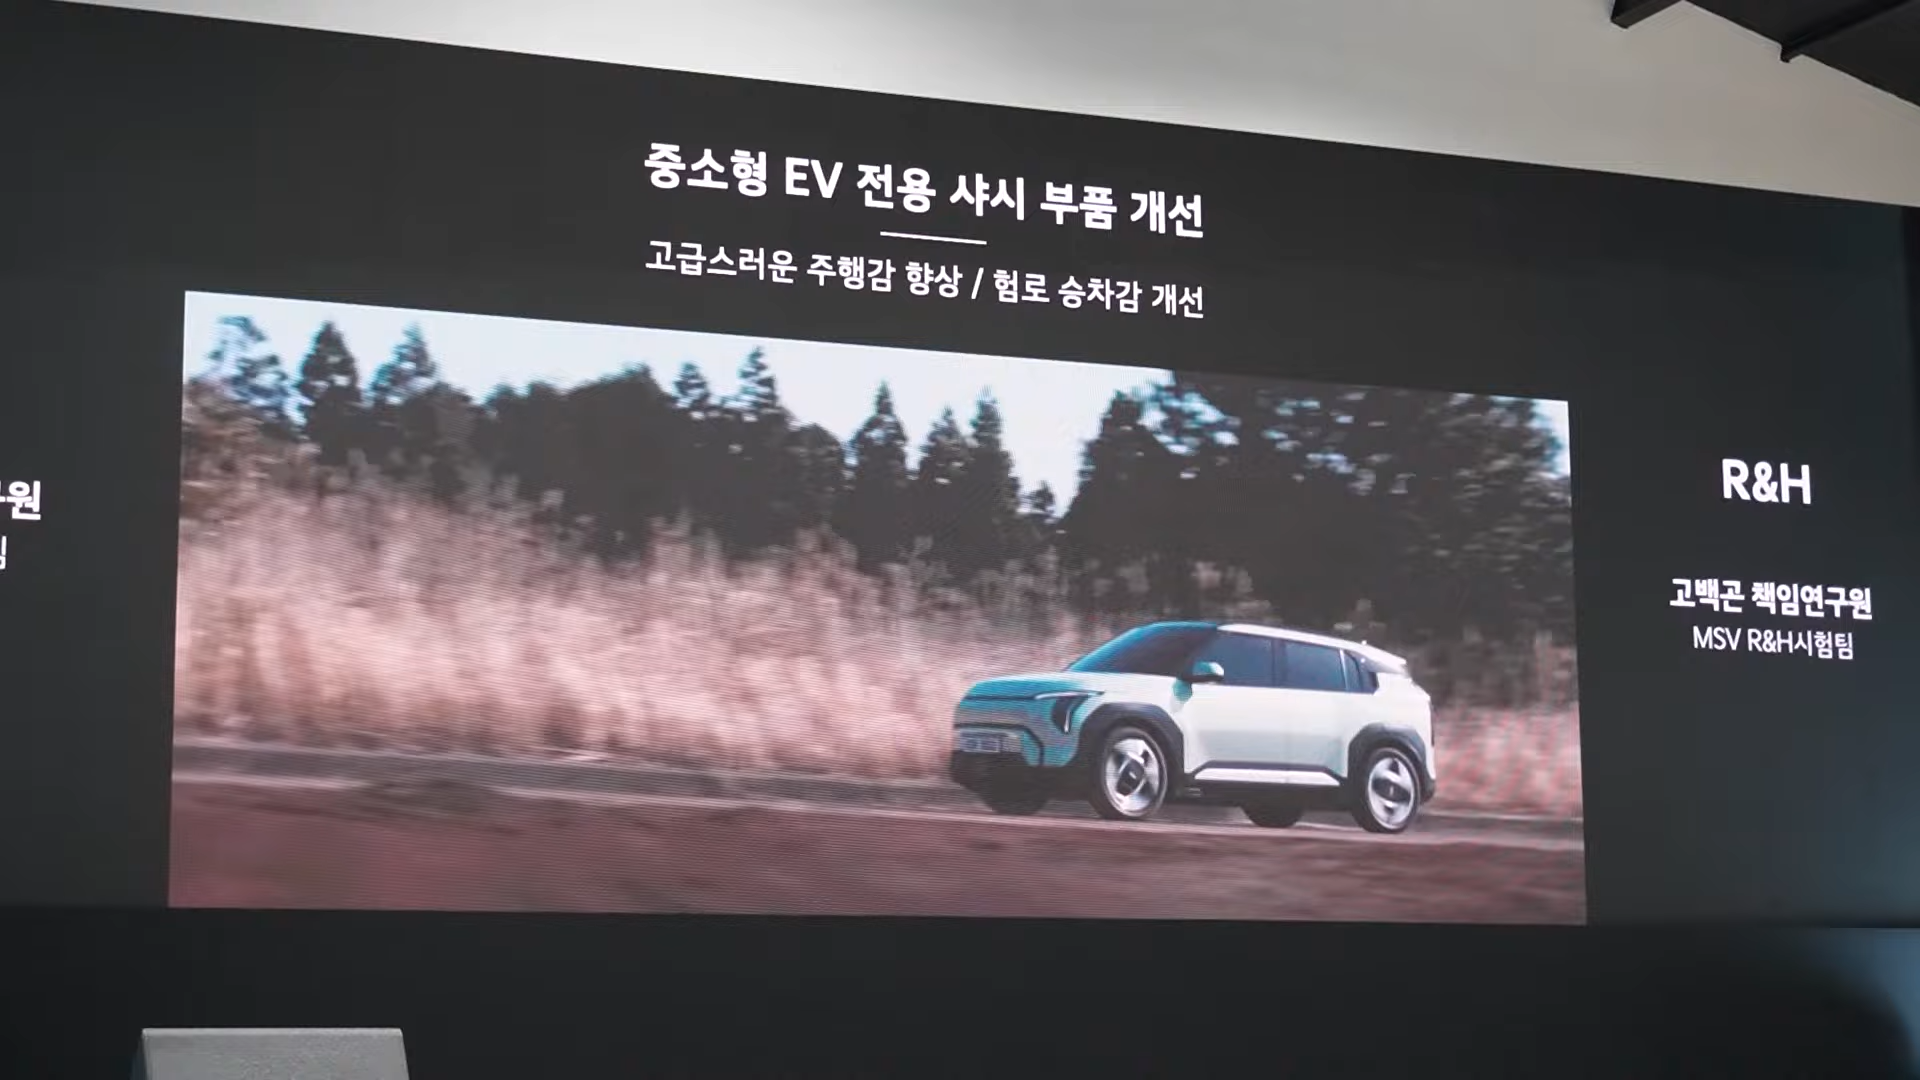 중소형 EV 전용 샤시 부품 개선
고급스러운 주행감 향상 / 험로 승차감 개선
R&H
고백곤 책임연구원
MSV R&H시험팀